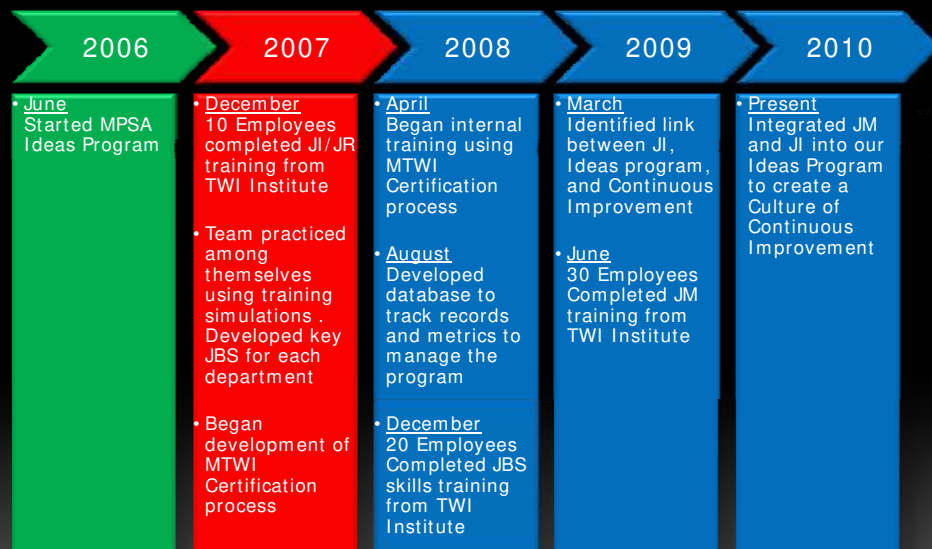 2006
2007
2008
2009
2010
• June
Started MPSA
Ideas Program
• December
10 Employees
completed JI/JR
training from
TWI Institute
• Team practiced
among
themselves
using training
simulations .
Developed key
JBS for each
department
• Began
development of
MTWI
Certification
process
• April
Began internal
training using
MTWI
Certification
process
• August
Developed
database to
track records
and metrics to
manage the
program
• December
20 Employees
Completed JBS
skills training
from TWI
Institute
• March
Identified link
between JI,
Ideas program,
and Continuous
Improvement
• June
30 Employees
Completed JM
training from
TWI Institute
• Present
Integrated JM
and JI into our
Ideas Program
to create a
Culture of
Continuous
Improvement